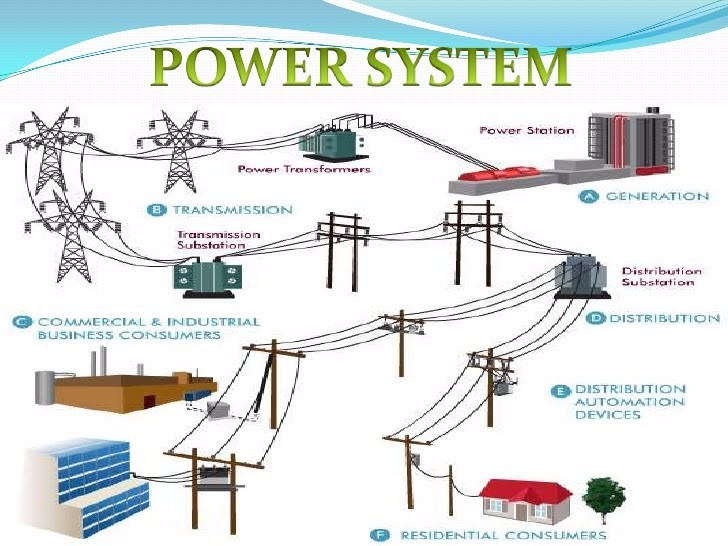 POWER SYSTEM
Power Station
Power Transformers
A GENERATION
B TRANSMISSION
Transmission
Substation
Distribution
Substation
C COMMERCIAL & INDUSTRIAL
BUSINESS CONSUMERS
D DISTRIBUTION
E DISTRIBUTION
AUTOMATION
DEVICES
F RESIDENTIAL CONSUMERS